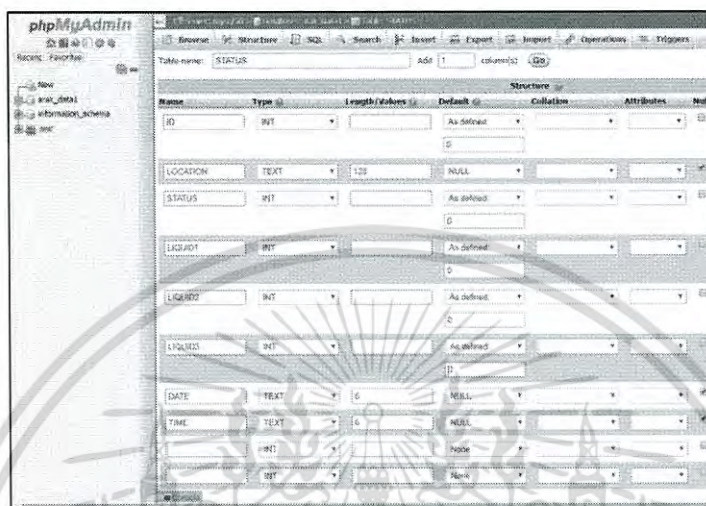 phpMyAdmin
Recent Favorites
New
information_schema
Browse Structure SQL Search Insert Export Import Operations Triggers
Table name: STATUS Add 1 column(s) Go
Structure
Name Type Length/Values Default Collation Attributes
ID INT As defined:
0
LOCATION TEXT 128 NULL
STATUS INT As defined:
0
LIQUID1 INT As defined:
0
LIQUID2 INT As defined:
0
LIQUID3 INT As defined:
0
DATE TEXT 6 NULL
TIME TEXT 6 NULL
INT None
INT None